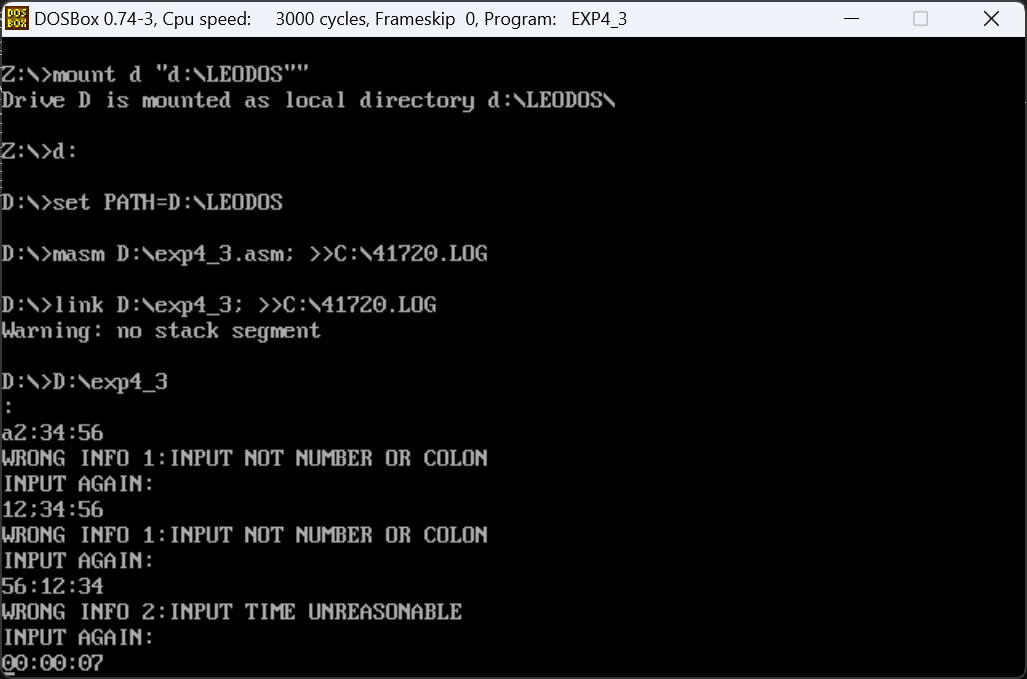 DOS BOX DOSBox 0.74-3, Cpu speed: 3000 cycles, Frameskip 0, Program: EXP4_3
Z:\>mount d "d:\LEODOS""
Drive D is mounted as local directory d:\LEODOS\
Z:\>d:
D:\>set PATH=D:\LEODOS
D:\>masm D:\exp4_3.asm; >>C:\41720.LOG
D:\>link D:\exp4_3; >>C:\41720.LOG
Warning: no stack segment
D:\>D:\exp4_3
:
a2:34:56
WRONG INFO 1:INPUT NOT NUMBER OR COLON
INPUT AGAIN:
12;34:56
WRONG INFO 1:INPUT NOT NUMBER OR COLON
INPUT AGAIN:
56:12:34
WRONG INFO 2:INPUT TIME UNREASONABLE
INPUT AGAIN:
00:00:07